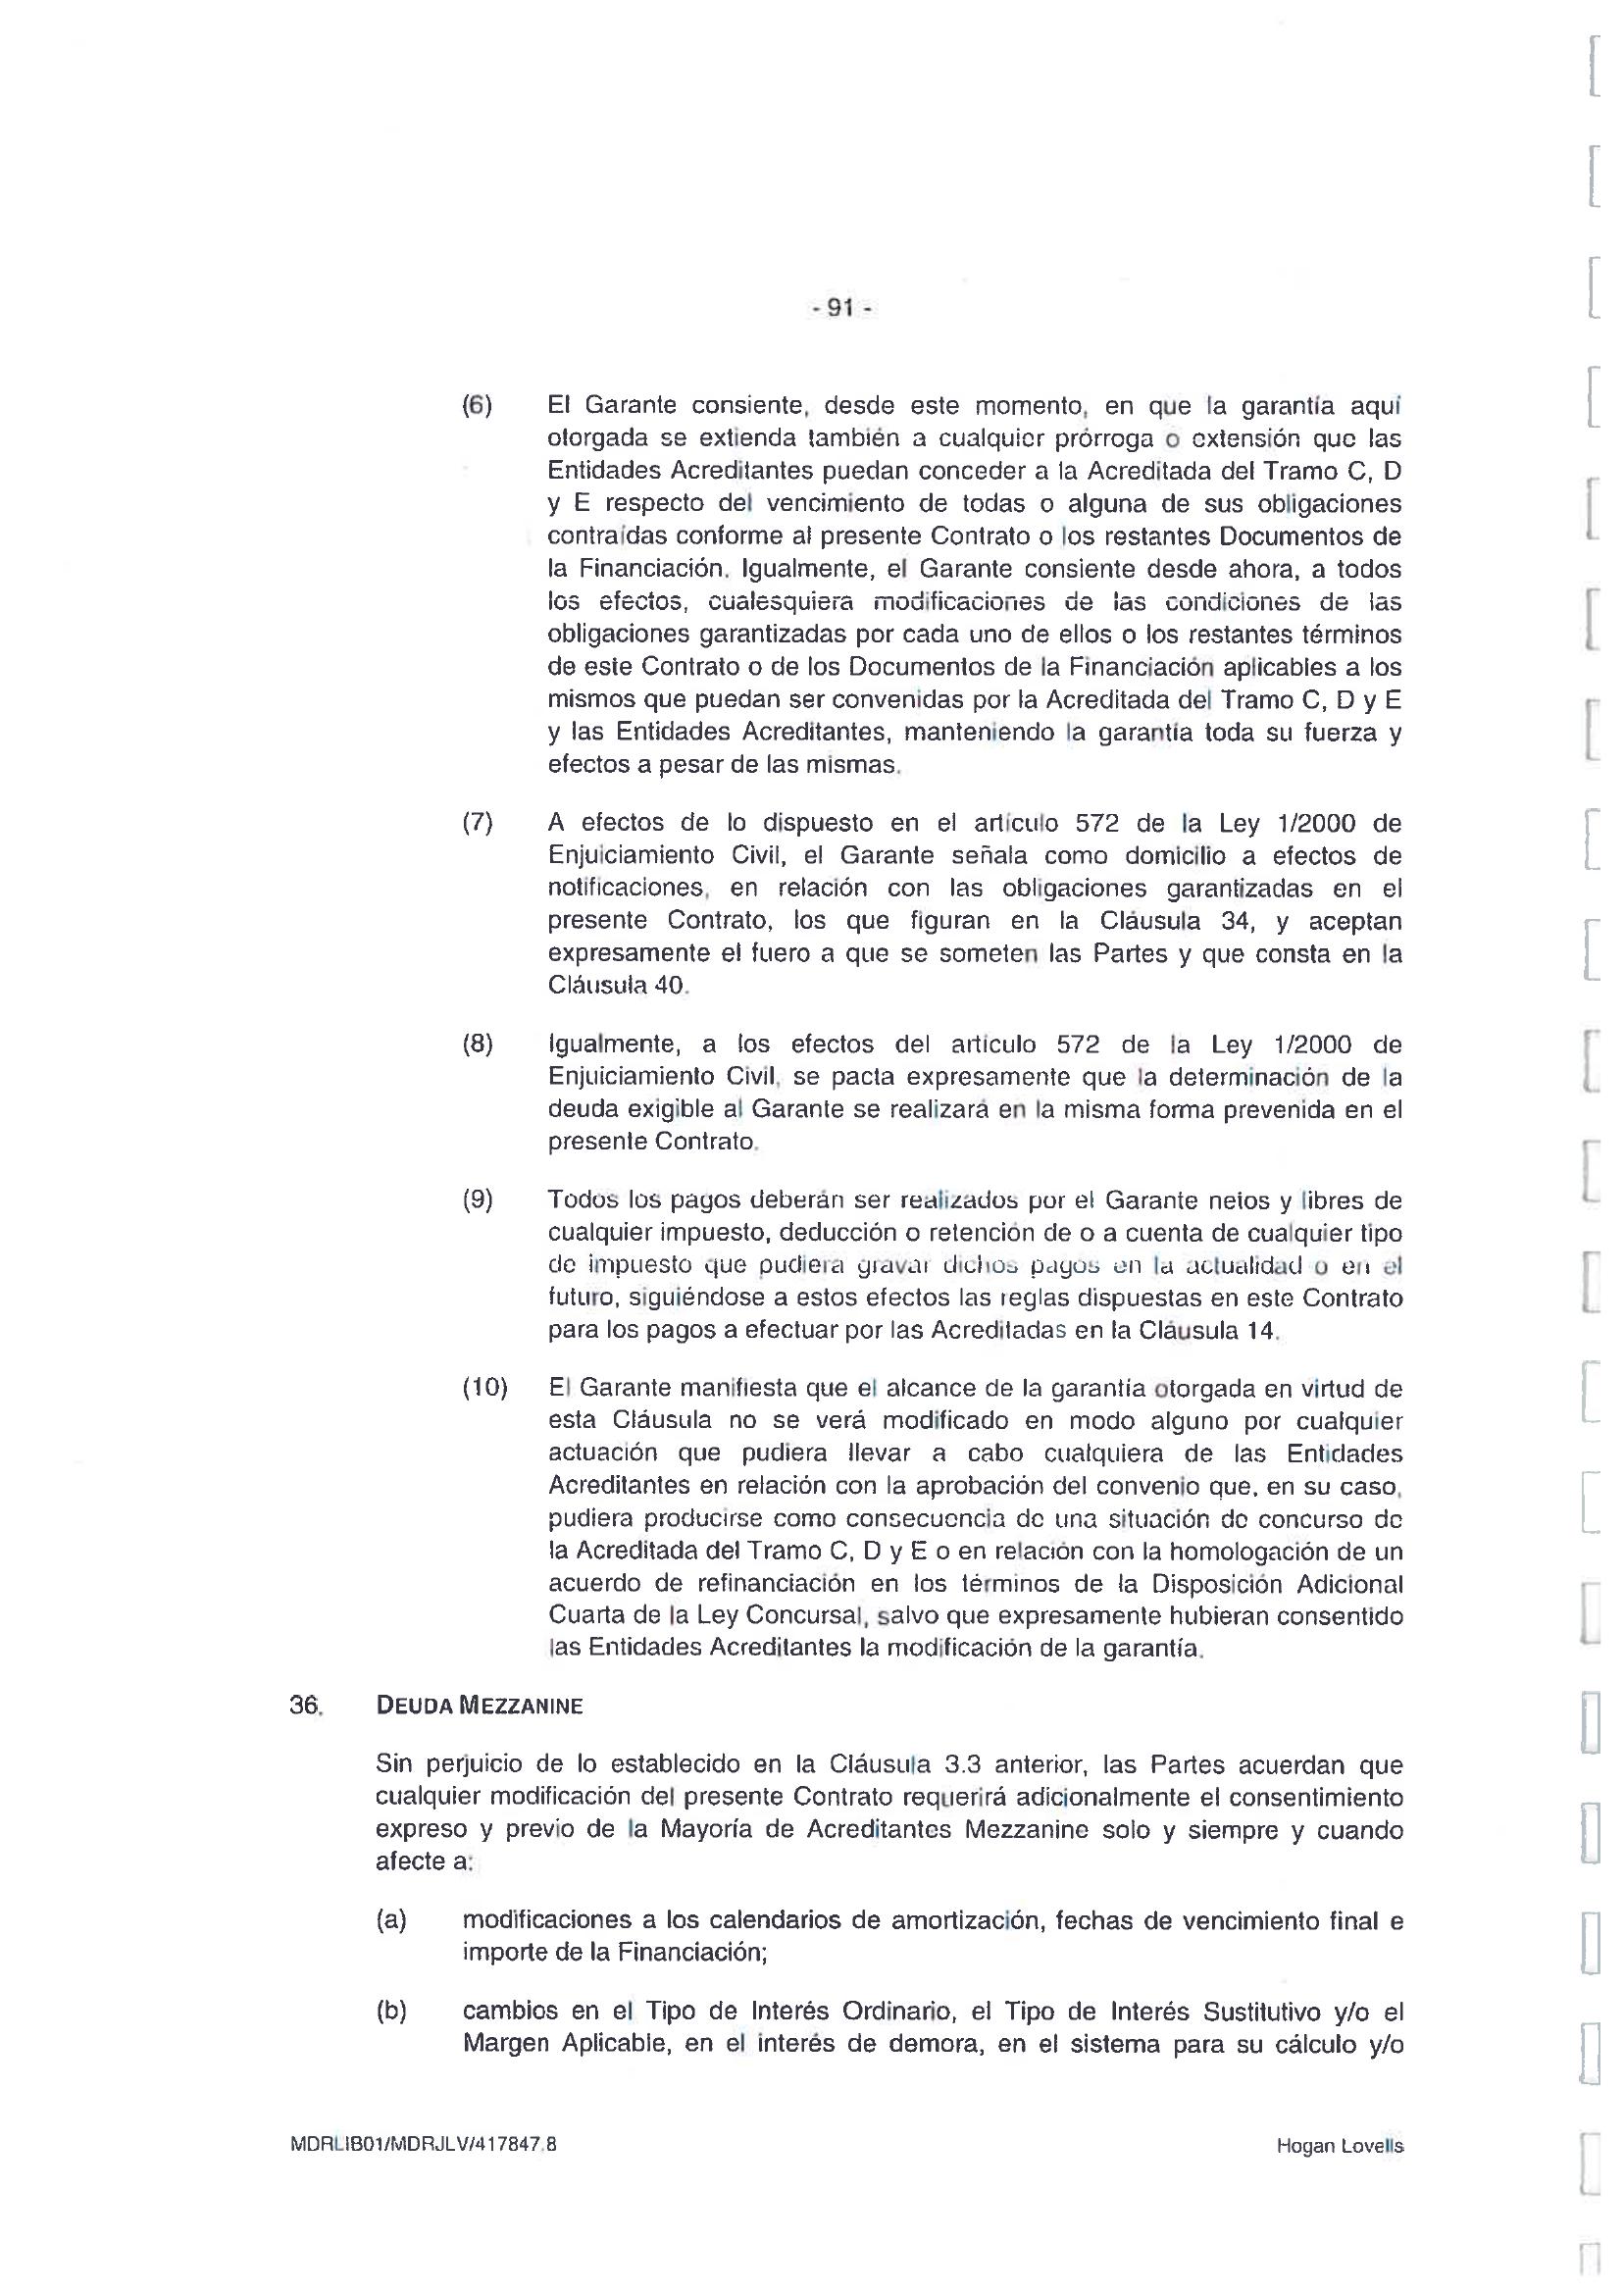 - 91 -
(6) El Garante consiente, desde este momento, en que la garantía aquí
otorgada se extienda también a cualquier prórroga o extensión que las
Entidades Acreditantes puedan conceder a la Acreditada del Tramo C, D
y E respecto del vencimiento de todas o alguna de sus obligaciones
contraídas conforme al presente Contrato o los restantes Documentos de
la Financiación. Igualmente, el Garante consiente desde ahora, a todos
los efectos, cualesquiera modificaciones de las condiciones de las
obligaciones garantizadas por cada uno de ellos o los restantes términos
de este Contrato o de los Documentos de la Financiación aplicables a los
mismos que puedan ser convenidas por la Acreditada del Tramo C, D y E
y las Entidades Acreditantes, manteniendo la garantía toda su fuerza y
efectos a pesar de las mismas.
(7) A efectos de lo dispuesto en el artículo 572 de la Ley 1/2000 de
Enjuiciamiento Civil, el Garante señala como domicilio a efectos de
notificaciones, en relación con las obligaciones garantizadas en el
presente Contrato, los que figuran en la Cláusula 34, y aceptan
expresamente el fuero a que se someten las Partes y que consta en la
Cláusula 40.
(8) Igualmente, a los efectos del artículo 572 de la Ley 1/2000 de
Enjuiciamiento Civil, se pacta expresamente que la determinación de la
deuda exigible al Garante se realizará en la misma forma prevenida en el
presente Contrato.
(9) Todos los pagos deberán ser realizados por el Garante netos y libres de
cualquier impuesto, deducción o retención de o a cuenta de cualquier tipo
de impuesto que pudiera gravar dichos pagos en la actualidad o en el
futuro, siguiéndose a estos efectos las reglas dispuestas en este Contrato
para los pagos a efectuar por las Acreditadas en la Cláusula 14.
(10) El Garante manifiesta que el alcance de la garantía otorgada en virtud de
esta Cláusula no se verá modificado en modo alguno por cualquier
actuación que pudiera llevar a cabo cualquiera de las Entidades
Acreditantes en relación con la aprobación del convenio que, en su caso,
pudiera producirse como consecuencia de una situación de concurso de
la Acreditada del Tramo C, D y E o en relación con la homologación de un
acuerdo de refinanciación en los términos de la Disposición Adicional
Cuarta de la Ley Concursal, salvo que expresamente hubieran consentido
las Entidades Acreditantes la modificación de la garantía.
36. DEUDA MEZZANINE
Sin perjuicio de lo establecido en la Cláusula 3.3 anterior, las Partes acuerdan que
cualquier modificación del presente Contrato requerirá adicionalmente el consentimiento
expreso y previo de la Mayoría de Acreditantes Mezzanine solo y siempre y cuando
afecte a:
(a) modificaciones a los calendarios de amortización, fechas de vencimiento final e
importe de la Financiación;
(b) cambios en el Tipo de Interés Ordinario, el Tipo de Interés Sustitutivo y/o el
Margen Aplicable, en el interés de demora, en el sistema para su cálculo y/o
MDRLIB01/MDRJLV/417847.8
Hogan Lovells